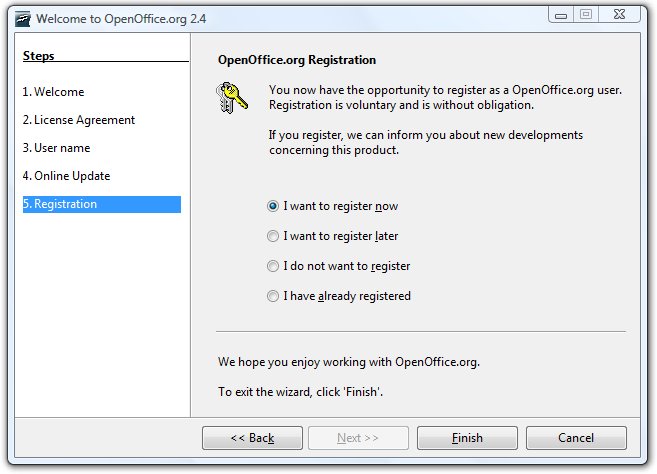 Welcome to OpenOffice.org 2.4
Steps
1. Welcome
2. License Agreement
3. User name
4. Online Update
5. Registration
OpenOffice.org Registration
You now have the opportunity to register as a OpenOffice.org user.
Registration is voluntary and is without obligation.
If you register, we can inform you about new developments
concerning this product.
I want to register now
I want to register later
I do not want to register
I have already registered
We hope you enjoy working with OpenOffice.org.
To exit the wizard, click 'Finish'.
<< Back
Next >>
Finish
Cancel